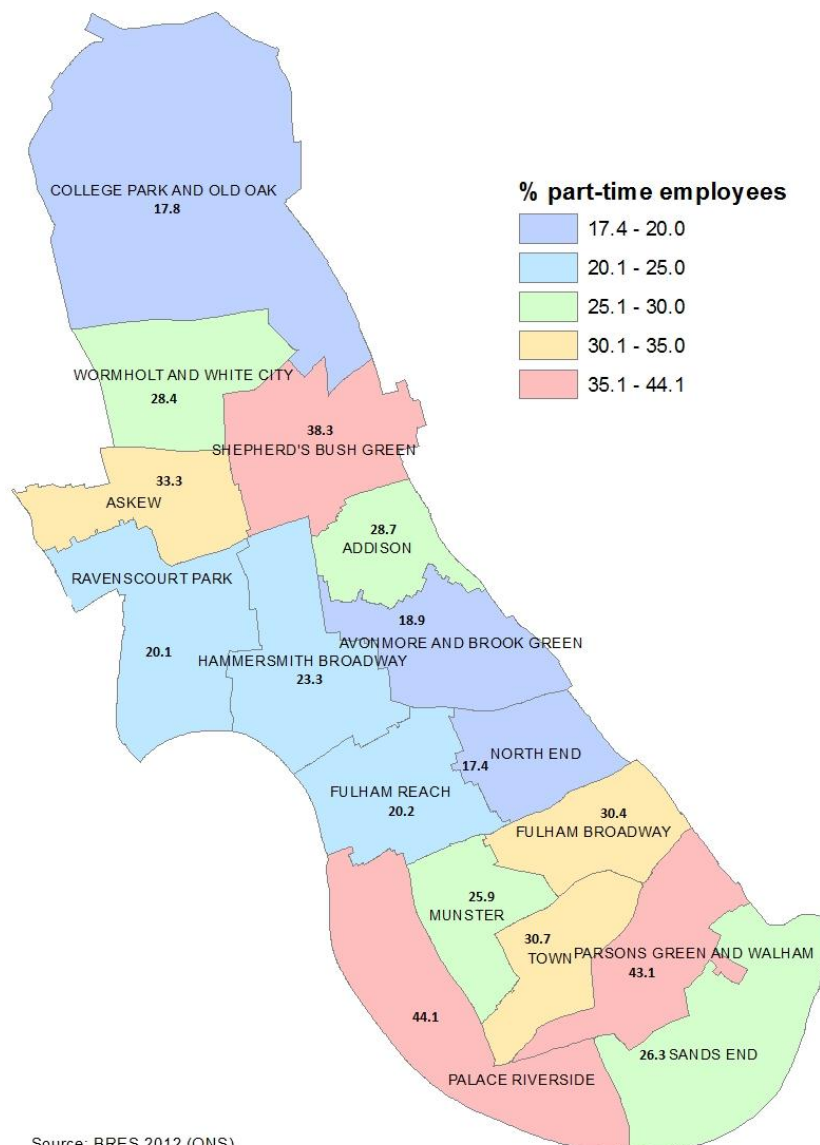 % part-time employees
17.4 - 20.0
20.1 - 25.0
25.1 - 30.0
30.1 - 35.0
35.1 - 44.1
COLLEGE PARK AND OLD OAK
17.8
WORMHOLT AND WHITE CITY
28.4
38.3
SHEPHERD'S BUSH GREEN
33.3
ASKEW
28.7
ADDISON
RAVENSCOURT PARK
20.1
18.9
AVONMORE AND BROOK GREEN
HAMMERSMITH BROADWAY
23.3
NORTH END
17.4
FULHAM REACH
20.2
30.4
FULHAM BROADWAY
25.9
MUNSTER
30.7
TOWN
PARSONS GREEN AND WALHAM
43.1
44.1
26.3 SANDS END
PALACE RIVERSIDE
Source: BRES 2012 (ONS)